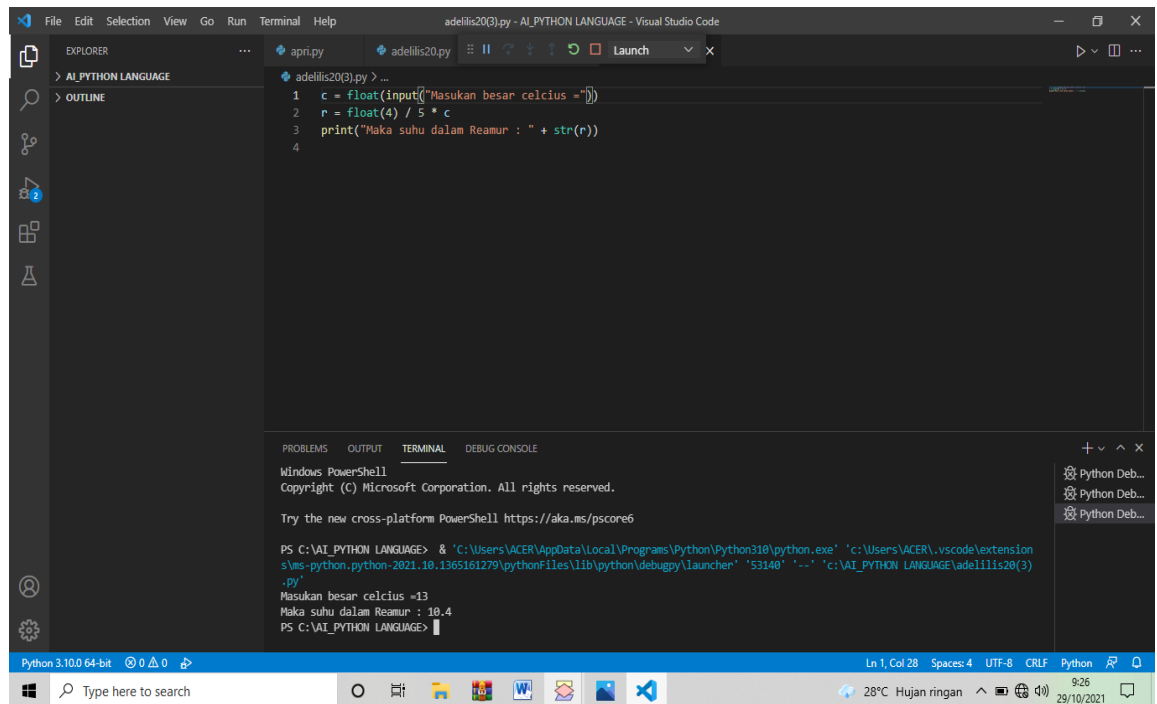 File Edit Selection View Go Run Terminal Help adelilis20(3).py - AI_PYTHON LANGUAGE - Visual Studio Code
EXPLORER ... apri.py adelilis20.py Launch
AI_PYTHON LANGUAGE
OUTLINE
adelilis20(3).py > ...
1 c = float(input("Masukan besar celcius ="))
2 r = float(4) / 5 * c
3 print("Maka suhu dalam Reamur : " + str(r))
4
2
PROBLEMS OUTPUT TERMINAL DEBUG CONSOLE
Windows PowerShell
Copyright (C) Microsoft Corporation. All rights reserved.
Try the new cross-platform PowerShell https://aka.ms/pscore6
PS C:\AI_PYTHON LANGUAGE> & 'C:\Users\ACER\AppData\Local\Programs\Python\Python310\python.exe' 'c:\Users\ACER\.vscode\extension
s\ms-python.python-2021.10.1365161279\pythonFiles\lib\python\debugpy\launcher' '53140' '--' 'c:\AI_PYTHON LANGUAGE\adelilis20(3)
.py'
Masukan besar celcius =13
Maka suhu dalam Reamur : 10.4
PS C:\AI_PYTHON LANGUAGE>
Python Deb...
Python Deb...
Python Deb...
Python 3.10.0 64-bit 0 0 Ln 1, Col 28 Spaces: 4 UTF-8 CRLF Python
Type here to search 28°C Hujan ringan 9:26
29/10/2021